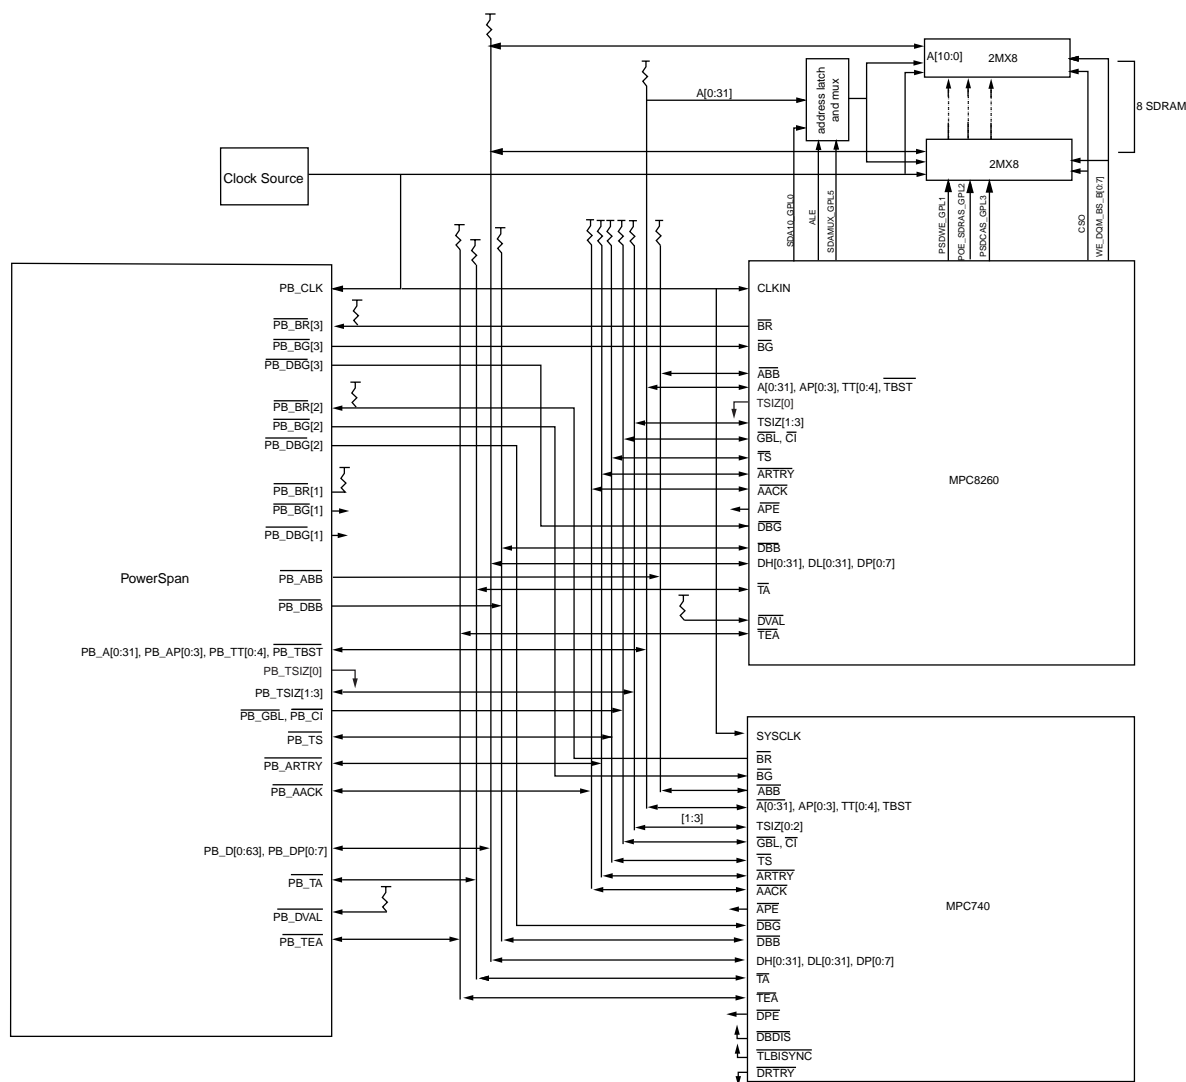 A[10:0]
2MX8
A[0:31]
address latch
and mux
8 SDRAM
Clock Source
2MX8
SDA10_GPL0
ALE
SDAMUX_GPL5
PSDWE_GPL1
POE_SDRAS_GPL2
PSDCAS_GPL3
CSO
WE_DQM_BS_B[0:7]
PB_CLK
PB_BR[3]
PB_BG[3]
PB_DBG[3]
PB_BR[2]
PB_BG[2]
PB_DBG[2]
PB_BR[1]
PB_BG[1]
PB_DBG[1]
PowerSpan
PB_ABB
PB_DBB
PB_A[0:31], PB_AP[0:3], PB_TT[0:4], PB_TBST
PB_TSIZ[0]
PB_TSIZ[1:3]
PB_GBL, PB_CI
PB_TS
PB_ARTRY
PB_AACK
PB_D[0:63], PB_DP[0:7]
PB_TA
PB_DVAL
PB_TEA
CLKIN
BR
BG
ABB
A[0:31], AP[0:3], TT[0:4], TBST
TSIZ[0]
TSIZ[1:3]
GBL, CI
TS
ARTRY
AACK
APE
DBG
DBB
DH[0:31], DL[0:31], DP[0:7]
TA
DVAL
TEA
MPC8260
SYSCLK
BR
BG
ABB
A[0:31], AP[0:3], TT[0:4], TBST
[1:3]
TSIZ[0:2]
GBL, CI
TS
ARTRY
AACK
APE
DBG
DBB
DH[0:31], DL[0:31], DP[0:7]
TA
TEA
DPE
DBDIS
TLBISYNC
DRTRY
MPC740